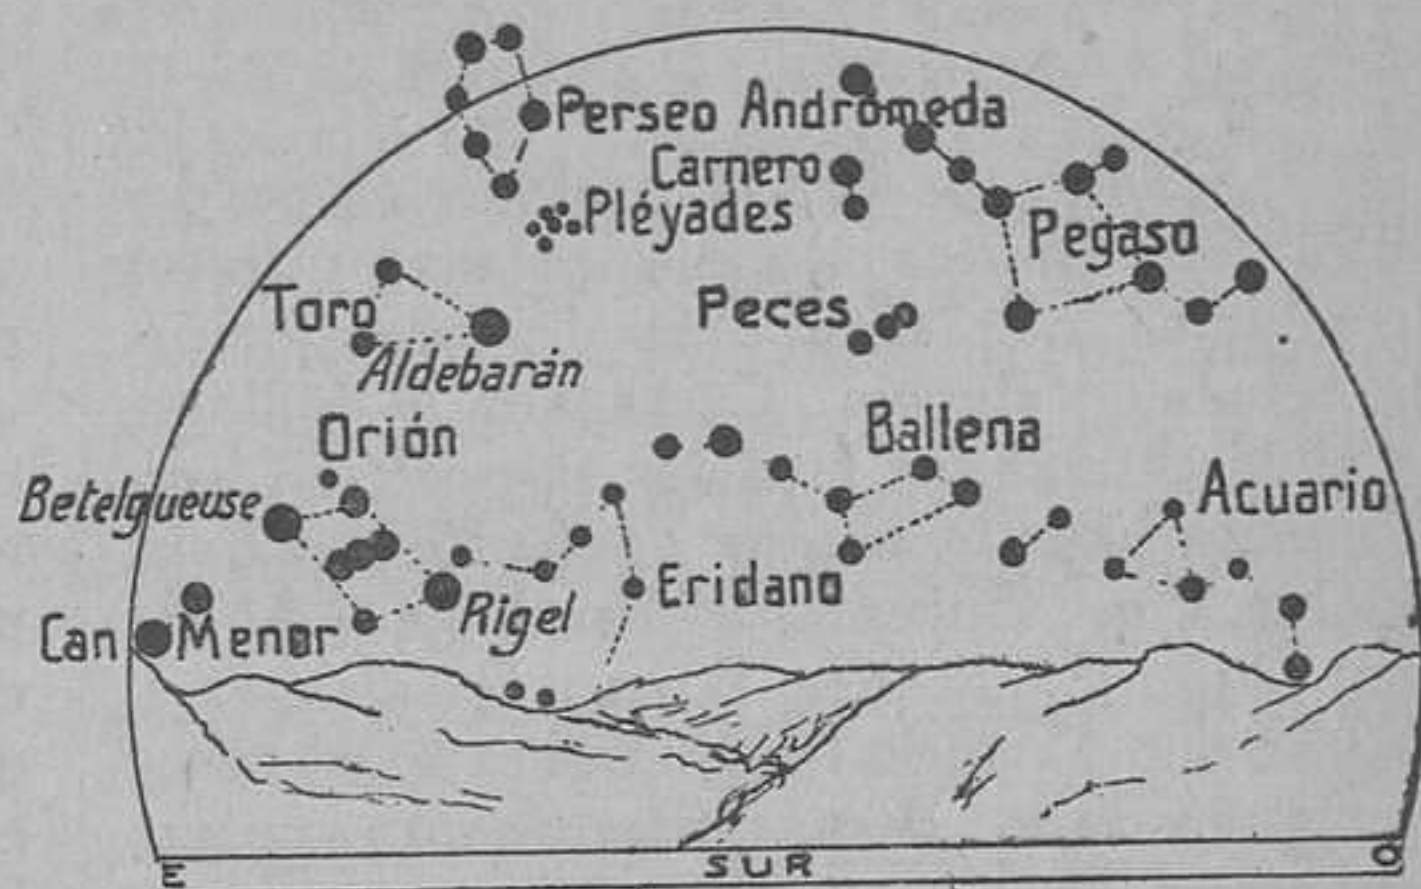 Perseo Andrómeda
Carnero
Pléyades
Pegaso
Toro
Peces
Aldebarán
Orión
Ballena
Betelgueuse
Acuario
Eridano
Rigel
Can Menor
E
SUR
O